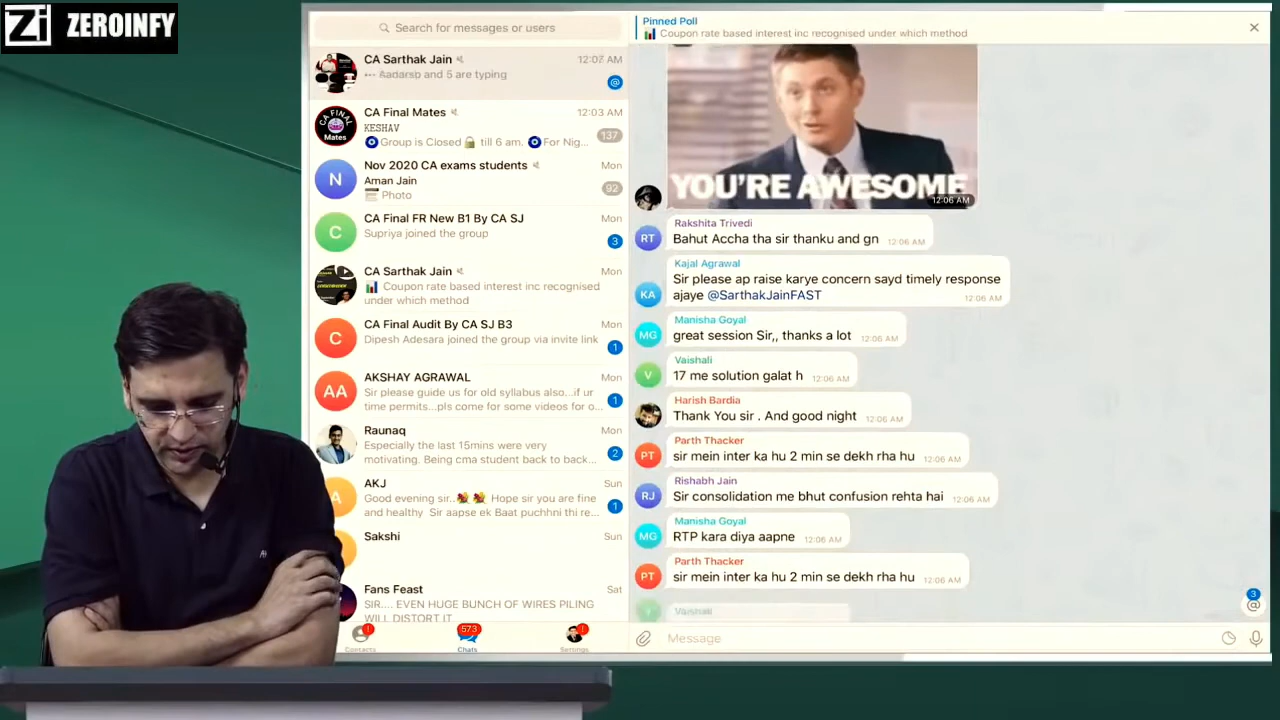 Zi ZEROINFY
Search for messages or users
CA Sarthak Jain 12:07 AM
Aadarsh and 5 are typing
@
CA Final Mates 12:03 AM
KESHAV
Group is Closed till 6 am. For Nig...
137
Nov 2020 CA exams students Mon
Aman Jain
Photo
92
N
CA Final FR New B1 By CA SJ Mon
Supriya joined the group
3
C
CA Sarthak Jain Mon
Coupon rate based interest inc recognised
under which method
CA Final Audit By CA SJ B3 Mon
Dipesh Adesara joined the group via invite link
1
C
AKSHAY AGRAWAL Mon
Sir please guide us for old syllabus also...if ur
time permits...pls come for some videos for o...
1
AA
Raunaq Mon
Especially the last 15mins were very
motivating. Being cma student back to back...
2
AKJ Sun
Good evening sir.. Hope sir you are fine
and healthy Sir aapse ek Baat puchhni thi re...
1
A
Sakshi Sun
Fans Feast Sat
SIR.... EVEN HUGE BUNCH OF WIRES PILING
WILL DISTORT IT
Contacts
573
Chats
Settings
Pinned Poll
Coupon rate based interest inc recognised under which method
YOU'RE AWESOME
12:06 AM
Rakshita Trivedi
RT
Bahut Accha tha sir thanku and gn 12:06 AM
Kajal Agrawal
Sir please ap raise karye concern sayd timely response
KA
ajaye @SarthakJainFAST 12:06 AM
Manisha Goyal
MG
great session Sir,, thanks a lot 12:06 AM
Vaishali
V
17 me solution galat h 12:06 AM
Harish Bardia
Thank You sir . And good night 12:06 AM
Parth Thacker
PT
sir mein inter ka hu 2 min se dekh rha hu 12:06 AM
Rishabh Jain
RJ
Sir consolidation me bhut confusion rehta hai 12:06 AM
Manisha Goyal
MG
RTP kara diya aapne 12:06 AM
Parth Thacker
PT
sir mein inter ka hu 2 min se dekh rha hu 12:06 AM
Vaishali
3
@
Message